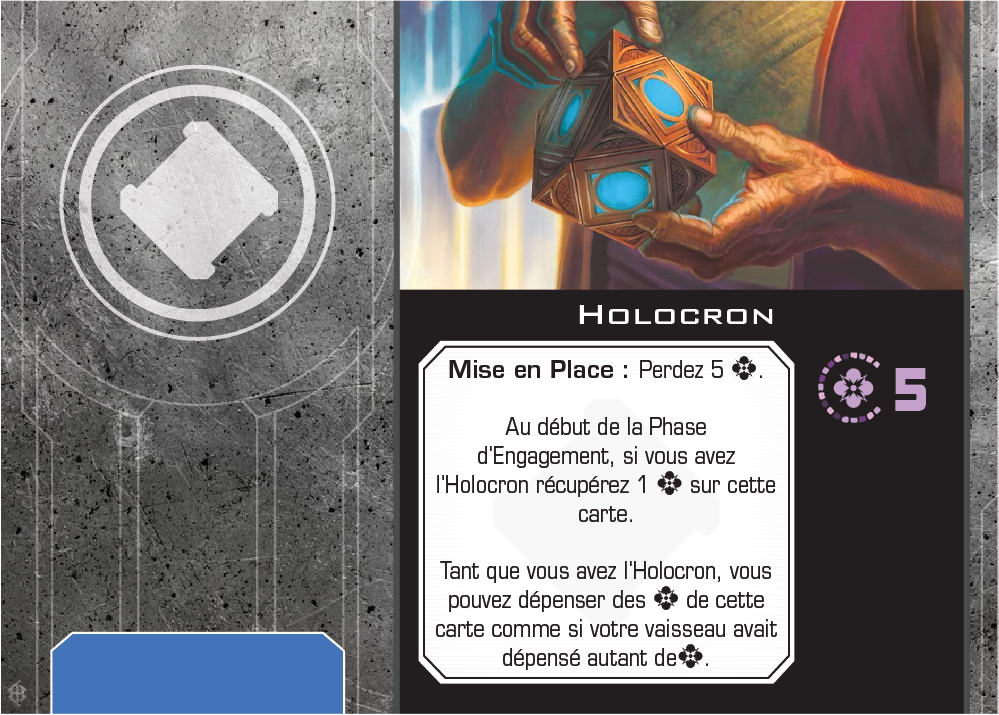 Holocron
Mise en Place : Perdez 5 .
Au début de la Phase
d'Engagement, si vous avez
l'Holocron récupérez 1 sur cette
carte.
Tant que vous avez l'Holocron, vous
pouvez dépenser des de cette
carte comme si votre vaisseau avait
dépensé autant de .
5